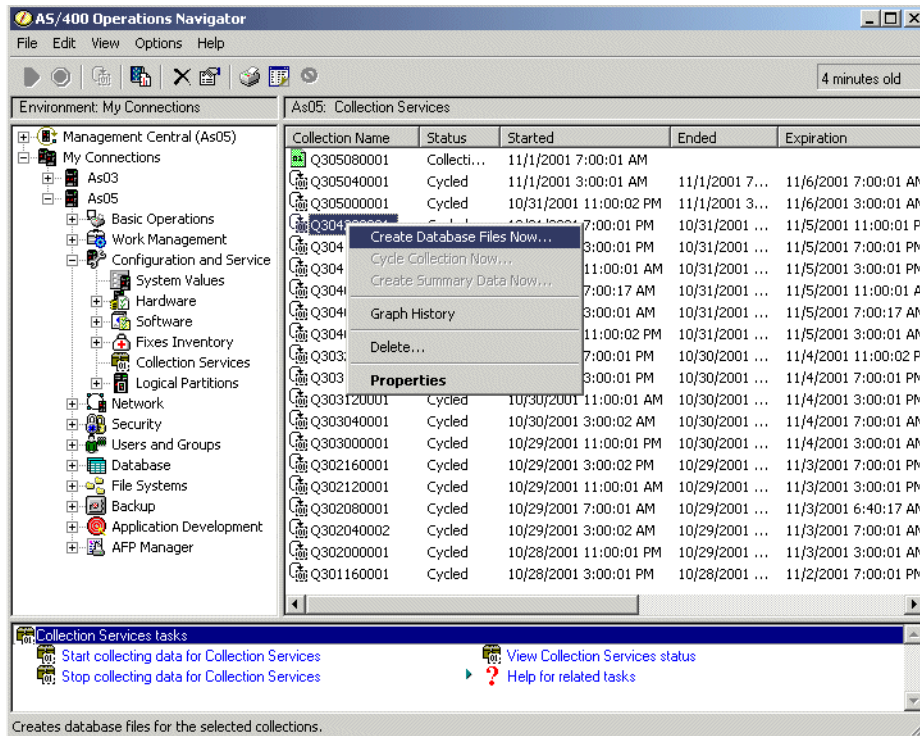 AS/400 Operations Navigator
File Edit View Options Help
4 minutes old
Environment: My Connections
As05: Collection Services
Management Central (As05)
My Connections
As03
As05
Basic Operations
Work Management
Configuration and Service
System Values
Hardware
Software
Fixes Inventory
Collection Services
Logical Partitions
Network
Security
Users and Groups
Database
File Systems
Backup
Application Development
AFP Manager
Collection Name Status Started Ended Expiration
Q305080001 Collecti... 11/1/2001 7:00:01 AM
Q305040001 Cycled 11/1/2001 3:00:01 AM 11/1/2001 7... 11/6/2001 7:00:01 AM
Q305000001 Cycled 10/31/2001 11:00:02 PM 11/1/2001 3... 11/6/2001 3:00:01 AM
7:00:01 PM 10/31/2001 ... 11/5/2001 11:00:01 P
Q304 3:00:01 PM 10/31/2001 ... 11/5/2001 7:00:01 PM
Q304 11:00:01 AM 10/31/2001 ... 11/5/2001 3:00:01 PM
7:00:17 AM 10/31/2001 ... 11/5/2001 11:00:01 A
3:00:01 AM 10/31/2001 ... 11/5/2001 7:00:17 AM
11:00:02 PM 10/31/2001 ... 11/5/2001 3:00:01 AM
7:00:01 PM 10/30/2001 ... 11/4/2001 11:00:02 P
Q303 3:00:01 PM 10/30/2001 ... 11/4/2001 7:00:01 PM
Q303120001 Cycled 10/30/2001 11:00:01 AM 10/30/2001 ... 11/4/2001 3:00:01 PM
Q303040001 Cycled 10/30/2001 3:00:02 AM 10/30/2001 ... 11/4/2001 7:00:01 AM
Q303000001 Cycled 10/29/2001 11:00:01 PM 10/30/2001 ... 11/4/2001 3:00:01 AM
Q302160001 Cycled 10/29/2001 3:00:02 PM 10/29/2001 ... 11/3/2001 7:00:01 PM
Q302120001 Cycled 10/29/2001 11:00:01 AM 10/29/2001 ... 11/3/2001 3:00:01 PM
Q302080001 Cycled 10/29/2001 7:00:01 AM 10/29/2001 ... 11/3/2001 6:40:17 AM
Q302040002 Cycled 10/29/2001 3:00:02 AM 10/29/2001 ... 11/3/2001 7:00:01 AM
Q302000001 Cycled 10/28/2001 11:00:01 PM 10/29/2001 ... 11/3/2001 3:00:01 AM
Q301160001 Cycled 10/28/2001 3:00:01 PM 10/28/2001 ... 11/2/2001 7:00:01 PM
Create Database Files Now...
Cycle Collection Now...
Create Summary Data Now...
Graph History
Delete...
Properties
Collection Services tasks
Start collecting data for Collection Services
Stop collecting data for Collection Services
View Collection Services status
Help for related tasks
Creates database files for the selected collections.